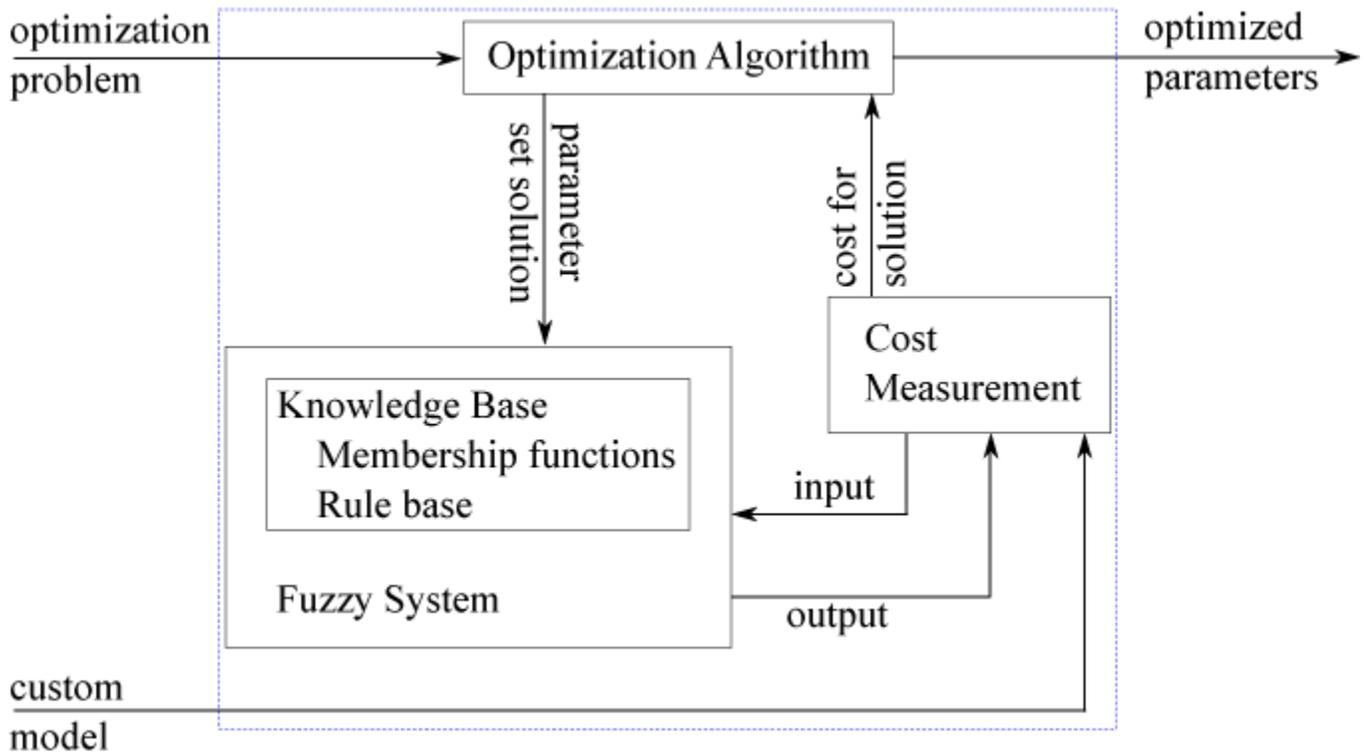 optimization
problem
Optimization Algorithm
optimized
parameters
parameter
set solution
cost for
solution
Cost
Measurement
Knowledge Base
Membership functions
Rule base
input
Fuzzy System
output
custom
model